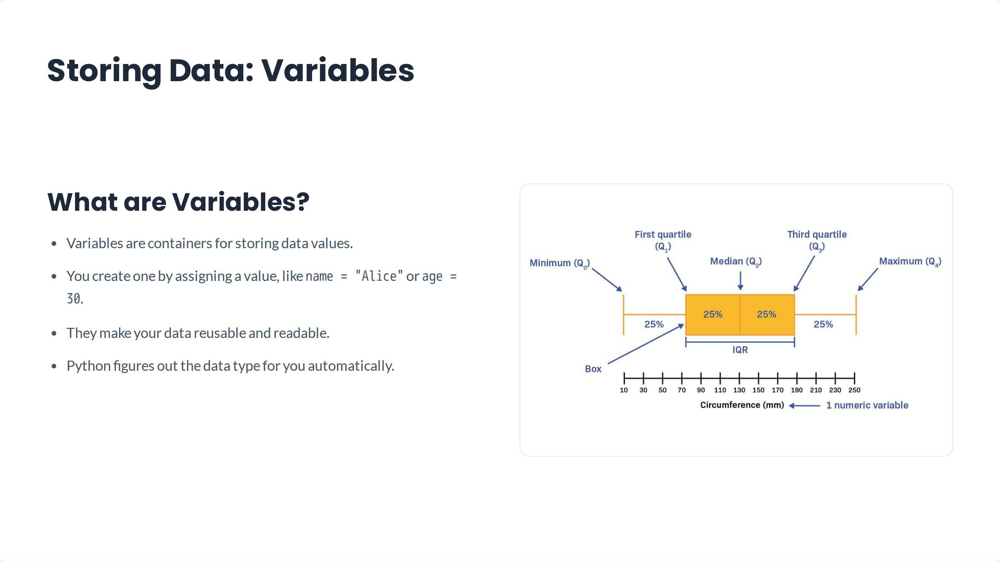 Storing Data: Variables
What are Variables?
• Variables are containers for storing data values.
• You create one by assigning a value, like name = "Alice" or age =
30.
• They make your data reusable and readable.
• Python figures out the data type for you automatically.
First quartile
(Q1)
Third quartile
(Q3)
Minimum (Q0)
Median (Q2)
Maximum (Q4)
25%
25%
25%
25%
IQR
Box
10 30 50 70 90 110 130 150 170 190 210 230 250
Circumference (mm)
1 numeric variable